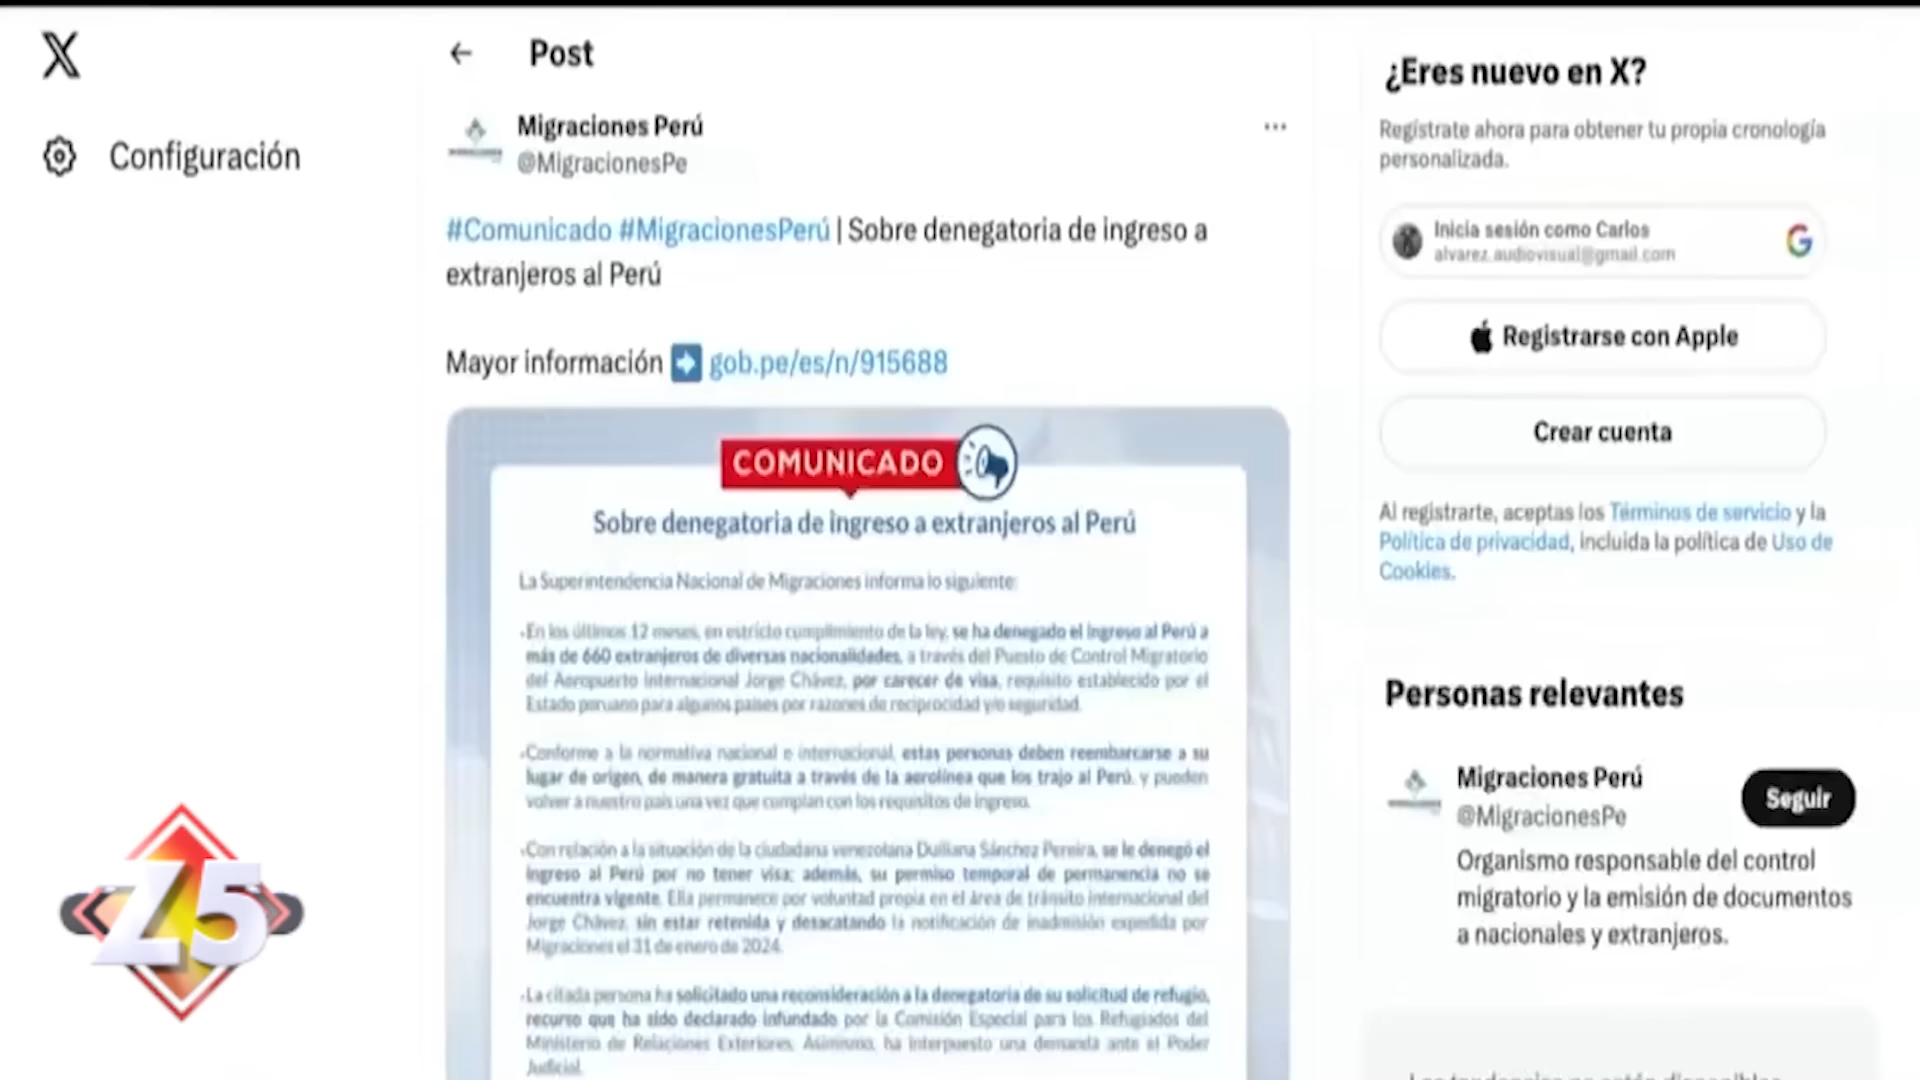 X
Configuración
Post
Migraciones Perú
@MigracionesPe
#Comunicado #MigracionesPerú | Sobre denegatoria de ingreso a
extranjeros al Perú
Mayor información ➡ gob.pe/es/n/915688
COMUNICADO
Sobre denegatoria de ingreso a extranjeros al Perú
La Superintendencia Nacional de Migraciones informa lo siguiente:
-En los últimos 12 meses, en estricto cumplimiento de la ley, se ha denegado el ingreso al Perú a
más de 660 extranjeros de diversas nacionalidades, a través del Puesto de Control Migratorio
del Aeropuerto Internacional Jorge Chávez, por carecer de visa, requisito establecido por el
Estado peruano para algunos países por razones de reciprocidad y/o seguridad.
-Conforme a la normativa nacional e internacional, estas personas deben reembarcarse a su
lugar de origen, de manera gratuita a través de la aerolínea que los trajo al Perú, y pueden
volver a nuestro país una vez que cumplan con los requisitos de ingreso.
-Con relación a la situación de la ciudadana venezolana Sánchez Pereira, se le denegó el
ingreso al Perú por no tener visa; además, su permiso temporal de permanencia no se
encuentra vigente. Ella permanece por voluntad propia en el área de tránsito internacional del
Jorge Chávez, sin estar retenida y desacatando la notificación de inadmisión expedida por
Migraciones el 31 de enero de 2024.
-La citada persona ha solicitado una reconsideración a la denegatoria de su solicitud de refugio,
recurso que ha sido declarado infundado por la Comisión Especial para los Refugiados del
Ministerio de Relaciones Exteriores. Asimismo, ha interpuesto una demanda ante el Poder
Judicial.
¿Eres nuevo en X?
Regístrate ahora para obtener tu propia cronología
personalizada.
Inicia sesión como Carlos
alvarez.audiovisual@gmail.com
Registrarse con Apple
Crear cuenta
Al registrarte, aceptas los Términos de servicio y la
Política de privacidad, incluida la política de Uso de
Cookies.
Personas relevantes
Migraciones Perú
@MigracionesPe
Seguir
Organismo responsable del control
migratorio y la emisión de documentos
a nacionales y extranjeros.